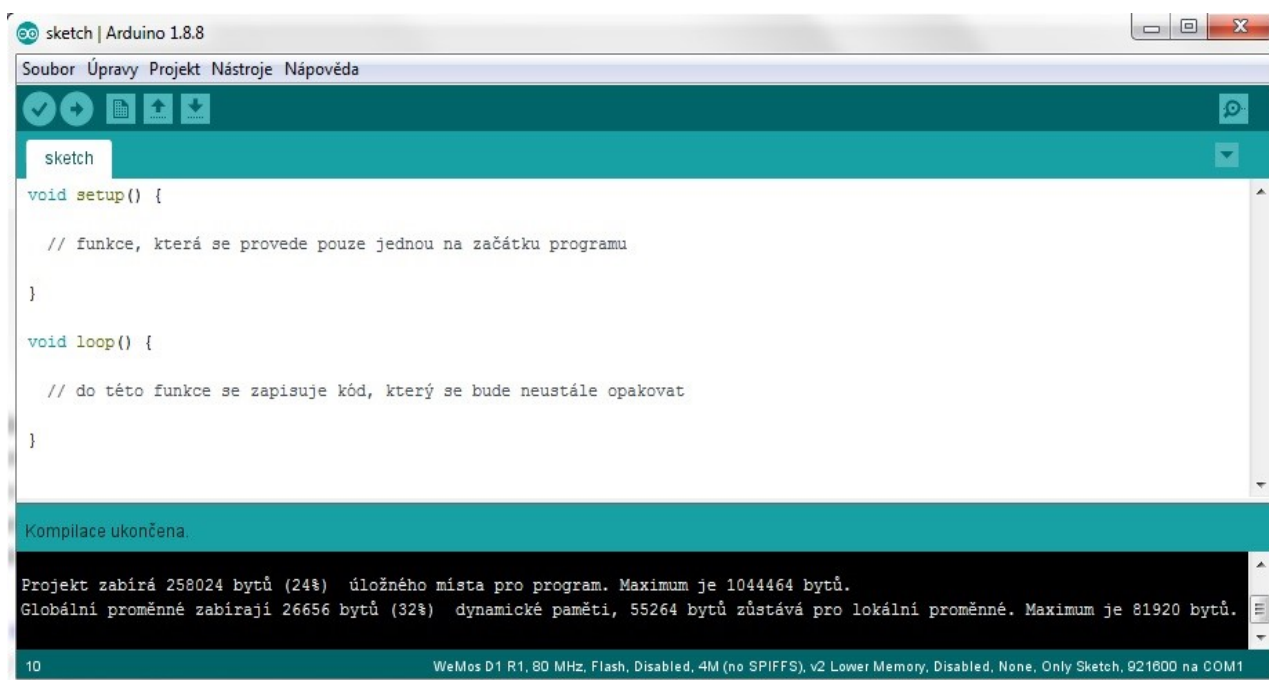 sketch | Arduino 1.8.8
Soubor Úpravy Projekt Nástroje Nápověda
sketch
void setup() {
// funkce, která se provede pouze jednou na začátku programu
}
void loop() {
// do této funkce se zapisuje kód, který se bude neustále opakovat
}
Kompilace ukončena.
Projekt zabírá 258024 bytů (24%)  úložného místa pro program. Maximum je 1044464 bytů.
Globální proměnné zabírají 26656 bytů (32%)  dynamické paměti, 55264 bytů zůstává pro lokální proměnné. Maximum je 81920 bytů.
10 WeMos D1 R1, 80 MHz, Flash, Disabled, 4M (no SPIFFS), v2 Lower Memory, Disabled, None, Only Sketch, 921600 na COM1